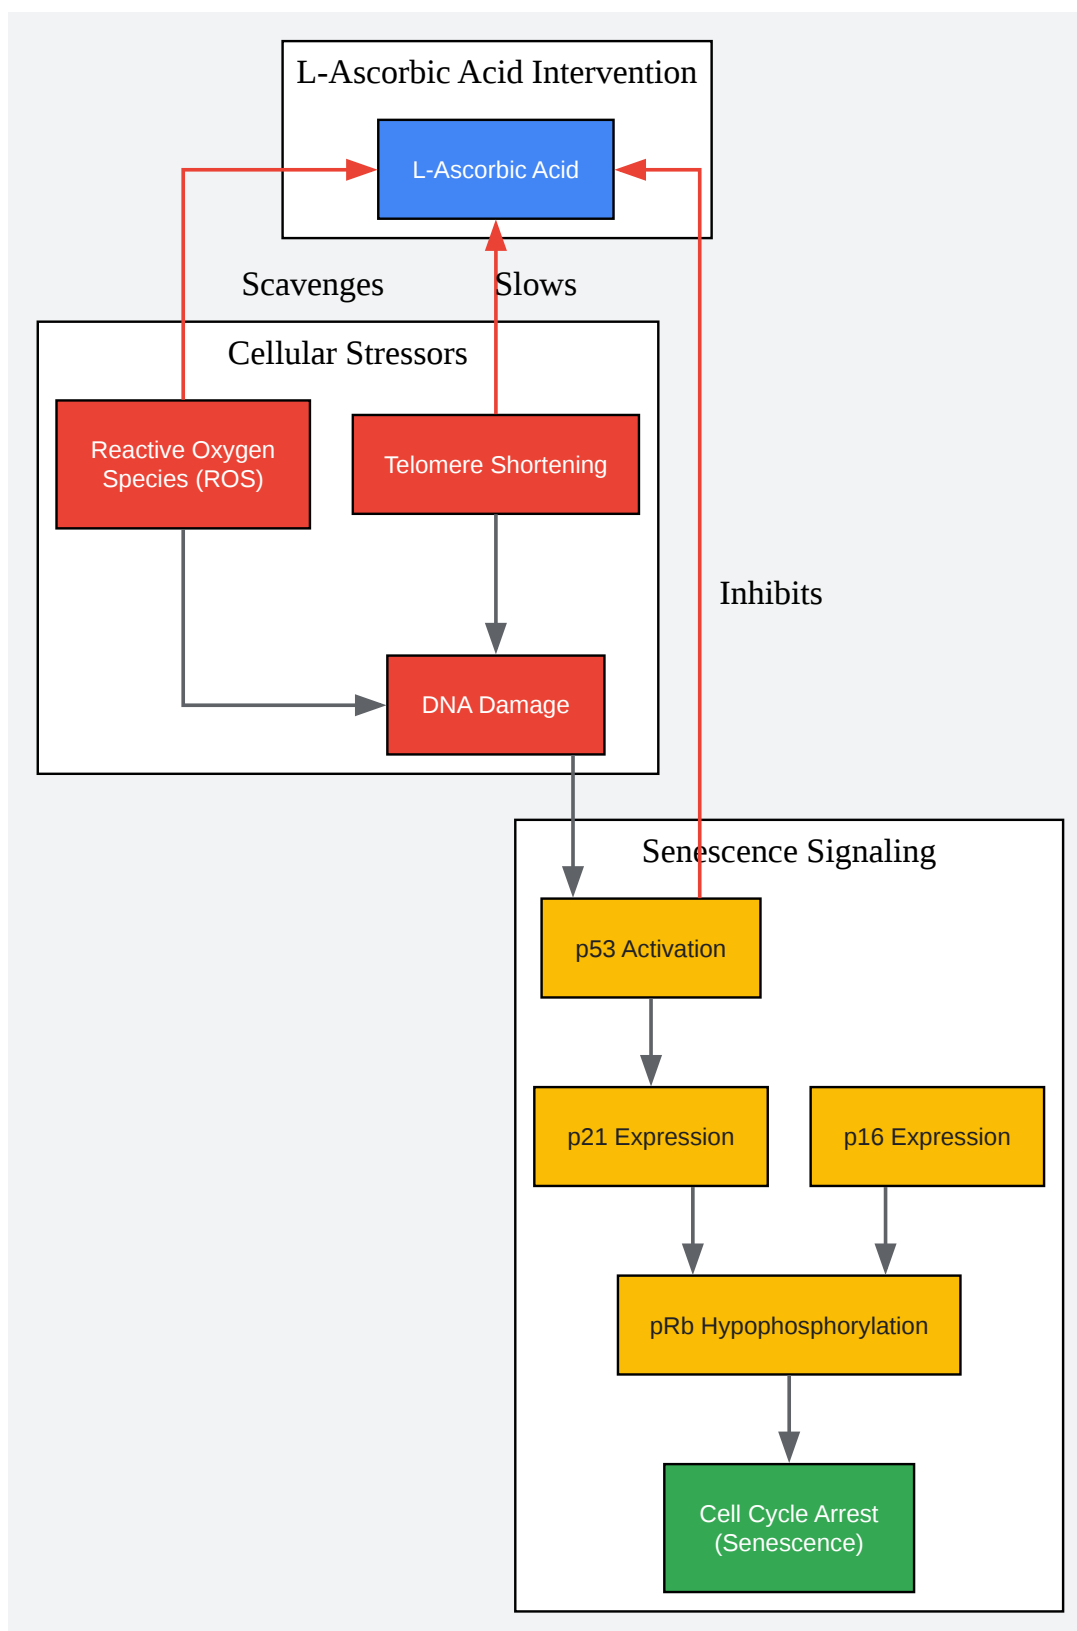 L-Ascorbic Acid Intervention
L-Ascorbic Acid
Scavenges
Slows
Cellular Stressors
Reactive Oxygen
Species (ROS)
Telomere Shortening
Inhibits
DNA Damage
Senescence Signaling
p53 Activation
p21 Expression
p16 Expression
pRb Hypophosphorylation
Cell Cycle Arrest
(Senescence)